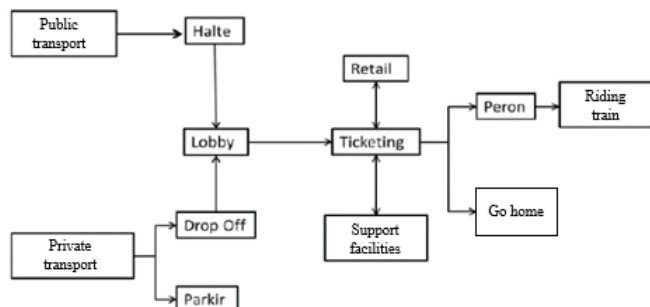 Public
transport
Halte
Retail
Peron
Riding
train
Lobby
Ticketing
Drop Off
Support
facilities
Go home
Private
transport
Parkir